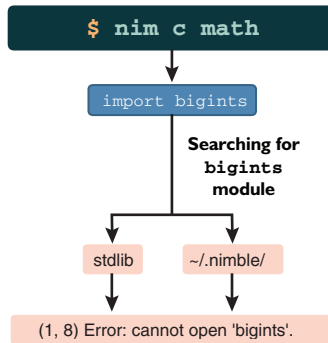 $ nim c math
import bigints
Searching for
bigints
module
stdlib
~/.nimble/
(1, 8) Error: cannot open 'bigints'.